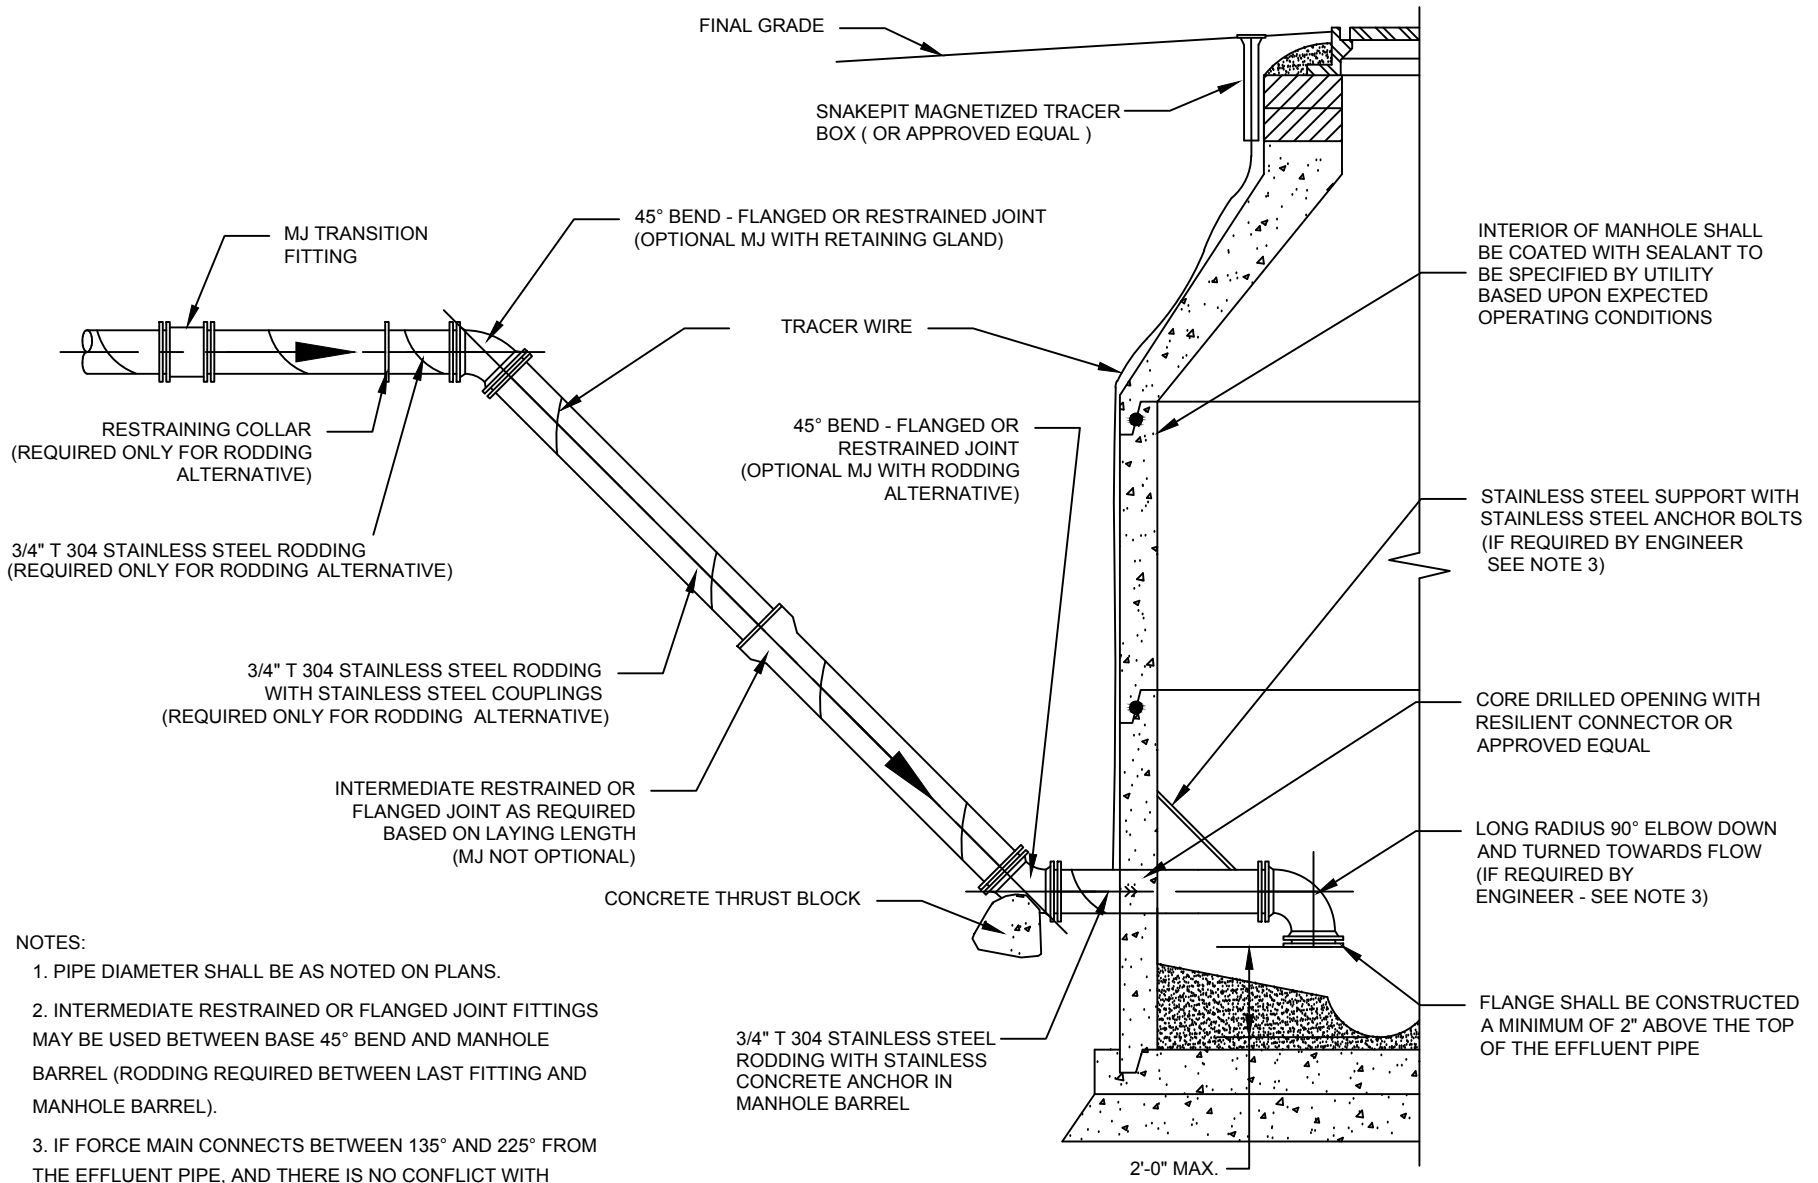 FINAL GRADE
SNAKEPIT MAGNETIZED TRACER
BOX ( OR APPROVED EQUAL )
45° BEND - FLANGED OR RESTRAINED JOINT
(OPTIONAL MJ WITH RETAINING GLAND)
MJ TRANSITION
FITTING
INTERIOR OF MANHOLE SHALL
BE COATED WITH SEALANT TO
BE SPECIFIED BY UTILITY
BASED UPON EXPECTED
OPERATING CONDITIONS
TRACER WIRE
RESTRAINING COLLAR
(REQUIRED ONLY FOR RODDING
ALTERNATIVE)
45° BEND - FLANGED OR
RESTRAINED JOINT
(OPTIONAL MJ WITH RODDING
ALTERNATIVE)
STAINLESS STEEL SUPPORT WITH
STAINLESS STEEL ANCHOR BOLTS
(IF REQUIRED BY ENGINEER
SEE NOTE 3)
3/4" T 304 STAINLESS STEEL RODDING
(REQUIRED ONLY FOR RODDING ALTERNATIVE)
3/4" T 304 STAINLESS STEEL RODDING
WITH STAINLESS STEEL COUPLINGS
(REQUIRED ONLY FOR RODDING ALTERNATIVE)
CORE DRILLED OPENING WITH
RESILIENT CONNECTOR OR
APPROVED EQUAL
INTERMEDIATE RESTRAINED OR
FLANGED JOINT AS REQUIRED
BASED ON LAYING LENGTH
(MJ NOT OPTIONAL)
LONG RADIUS 90° ELBOW DOWN
AND TURNED TOWARDS FLOW
(IF REQUIRED BY
ENGINEER - SEE NOTE 3)
CONCRETE THRUST BLOCK
NOTES:
1. PIPE DIAMETER SHALL BE AS NOTED ON PLANS.
2. INTERMEDIATE RESTRAINED OR FLANGED JOINT FITTINGS
MAY BE USED BETWEEN BASE 45° BEND AND MANHOLE
BARREL (RODDING REQUIRED BETWEEN LAST FITTING AND
MANHOLE BARREL).
3. IF FORCE MAIN CONNECTS BETWEEN 135° AND 225° FROM
THE EFFLUENT PIPE, AND THERE IS NO CONFLICT WITH
3/4" T 304 STAINLESS STEEL
RODDING WITH STAINLESS
CONCRETE ANCHOR IN
MANHOLE BARREL
FLANGE SHALL BE CONSTRUCTED
A MINIMUM OF 2" ABOVE THE TOP
OF THE EFFLUENT PIPE
2'-0" MAX.